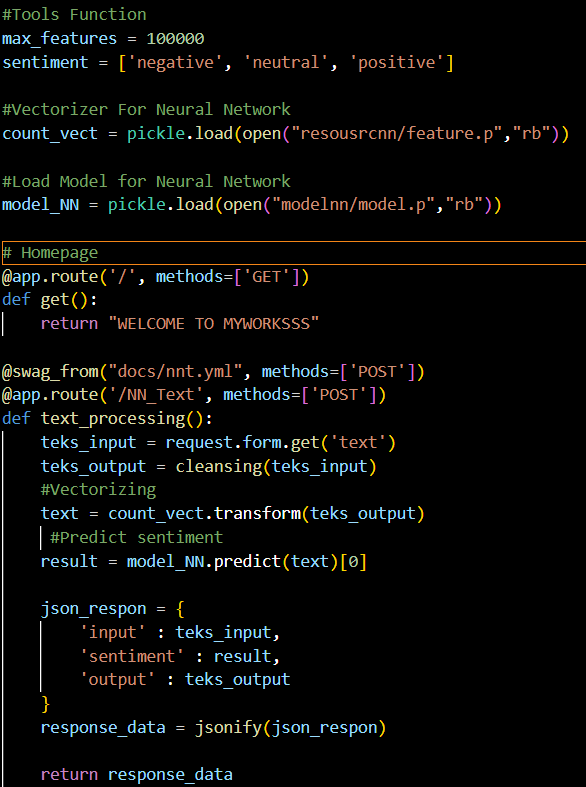 #Tools Function
max_features = 100000
sentiment = ['negative', 'neutral', 'positive']
#Vectorizer For Neural Network
count_vect = pickle.load(open("resousrcnn/feature.p","rb"))
#Load Model for Neural Network
model_NN = pickle.load(open("modelnn/model.p","rb"))
# Homepage
@app.route('/', methods=['GET'])
def get():
    return "WELCOME TO MYWORKSSS"
@swag_from("docs/nnt.yml", methods=['POST'])
@app.route('/NN_Text', methods=['POST'])
def text_processing():
    teks_input = request.form.get('text')
    teks_output = cleansing(teks_input)
    #Vectorizing
    text = count_vect.transform(teks_output)
     #Predict sentiment
    result = model_NN.predict(text)[0]
    json_respon = {
        'input' : teks_input,
        'sentiment' : result,
        'output' : teks_output
    }
    response_data = jsonify(json_respon)
    return response_data